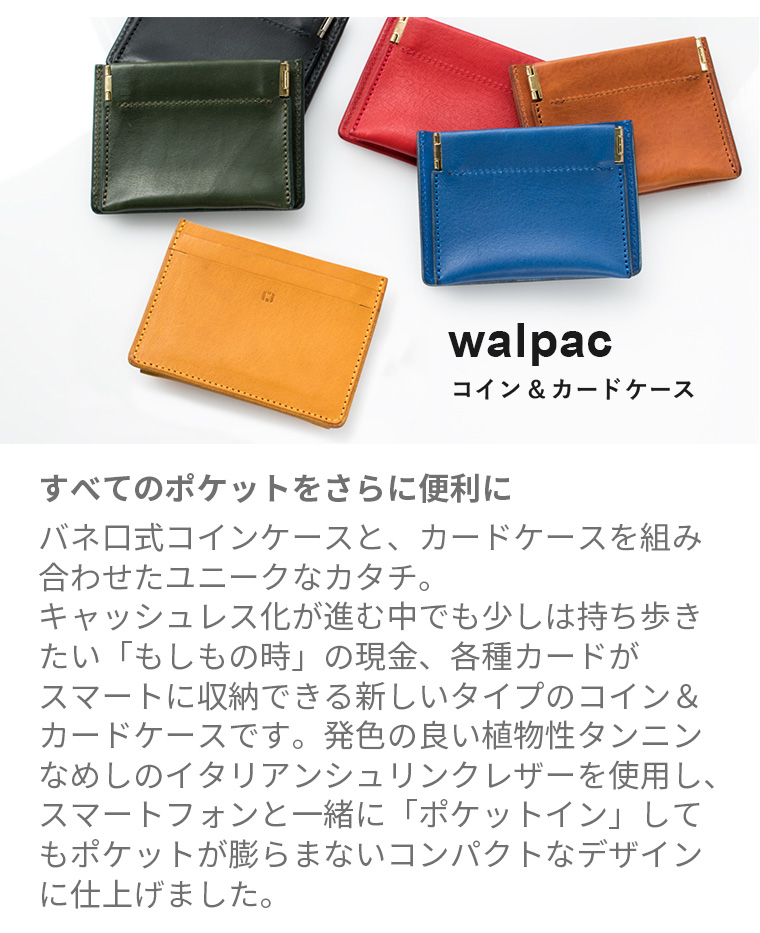 walpac
コイン＆カードケース
すべてのポケットをさらに便利に
バネ口式コインケースと、カードケースを組み
合わせたユニークなカタチ。
キャッシュレス化が進む中でも少しは持ち歩き
たい「もしもの時」の現金、各種カードが
スマートに収納できる新しいタイプのコイン＆
カードケースです。発色の良い植物性タンニン
なめしのイタリアンシュリンクレザーを使用し、
スマートフォンと一緒に「ポケットイン」して
もポケットが膨らまないコンパクトなデザイン
に仕上げました。